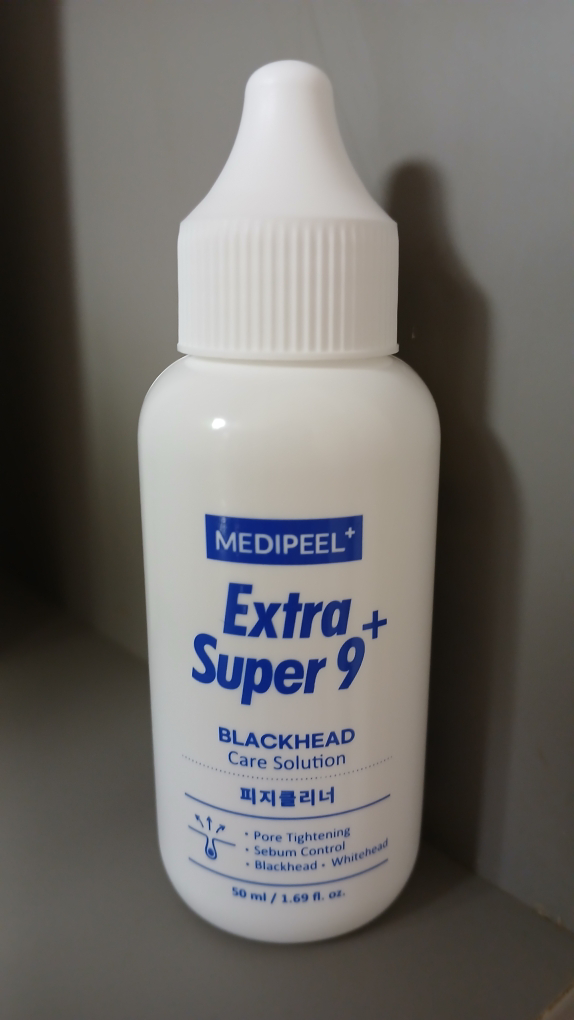 MEDIPEEL+
Extra
Super 9+
BLACKHEAD
Care Solution
피지클리너
• Pore Tightening
• Sebum Control
• Blackhead • Whitehead
50 ml / 1.69 fl. oz.